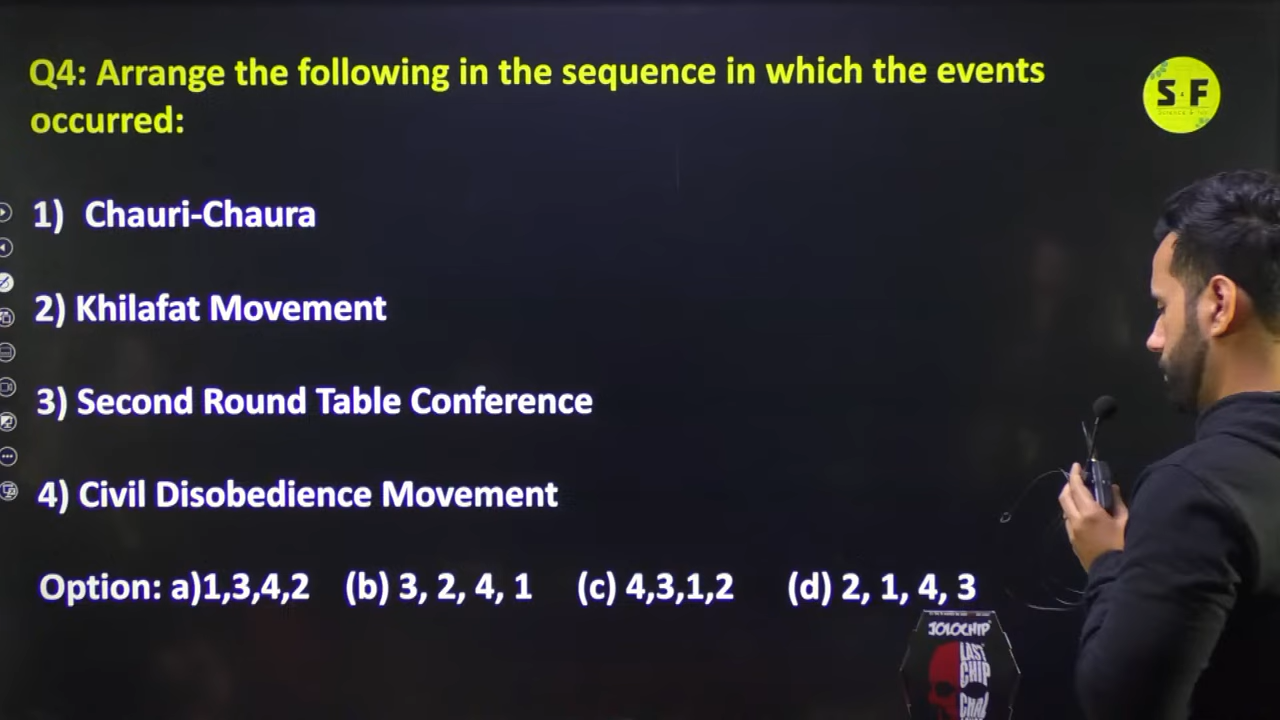 Q4: Arrange the following in the sequence in which the events
occurred:
S F
1) Chauri-Chaura
2) Khilafat Movement
3) Second Round Table Conference
4) Civil Disobedience Movement
Option: a)1,3,4,2 (b) 3, 2, 4, 1 (c) 4,3,1,2 (d) 2, 1, 4, 3
JOLOCHIP
LAST
CHIP